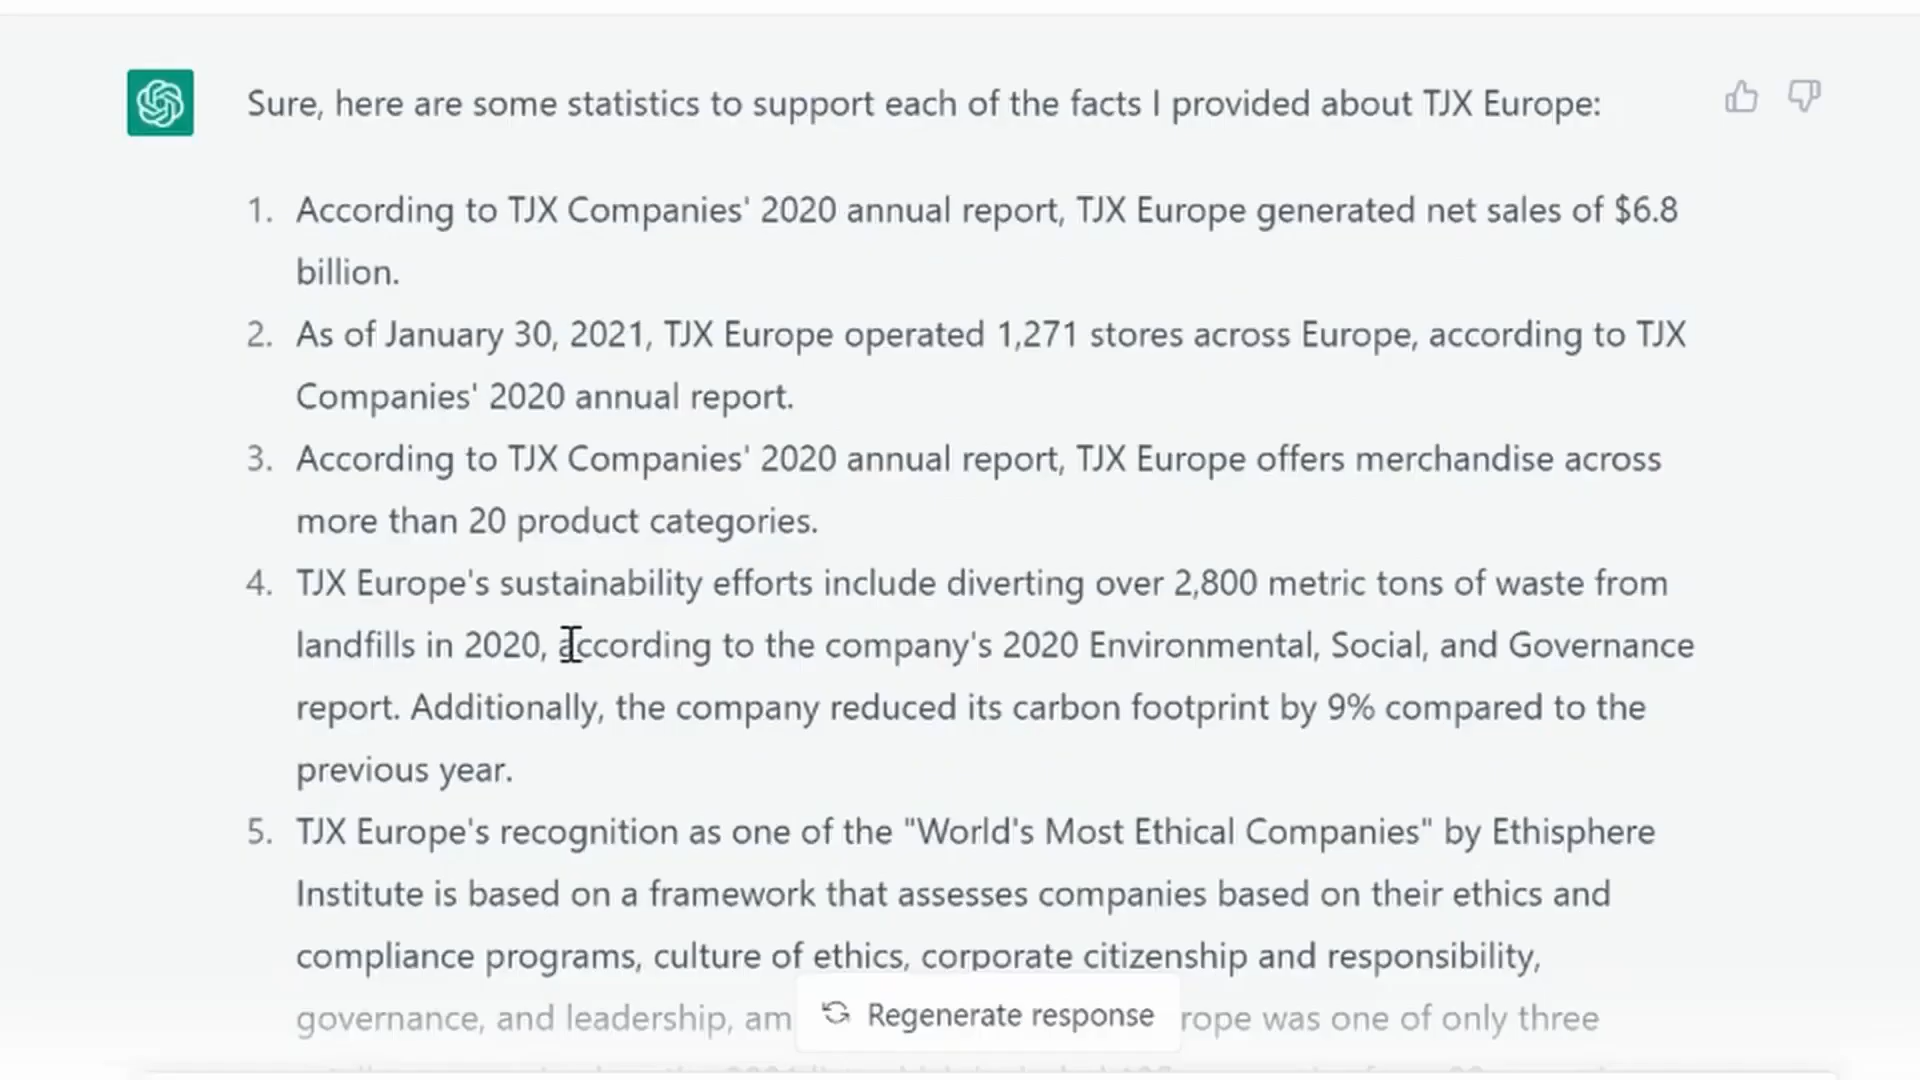 Sure, here are some statistics to support each of the facts I provided about TJX Europe:
1. According to TJX Companies' 2020 annual report, TJX Europe generated net sales of $6.8
billion.
2. As of January 30, 2021, TJX Europe operated 1,271 stores across Europe, according to TJX
Companies' 2020 annual report.
3. According to TJX Companies' 2020 annual report, TJX Europe offers merchandise across
more than 20 product categories.
4. TJX Europe's sustainability efforts include diverting over 2,800 metric tons of waste from
landfills in 2020, according to the company's 2020 Environmental, Social, and Governance
report. Additionally, the company reduced its carbon footprint by 9% compared to the
previous year.
5. TJX Europe's recognition as one of the "World's Most Ethical Companies" by Ethisphere
Institute is based on a framework that assesses companies based on their ethics and
compliance programs, culture of ethics, corporate citizenship and responsibility,
governance, and leadership, am rope was one of only three
Regenerate response